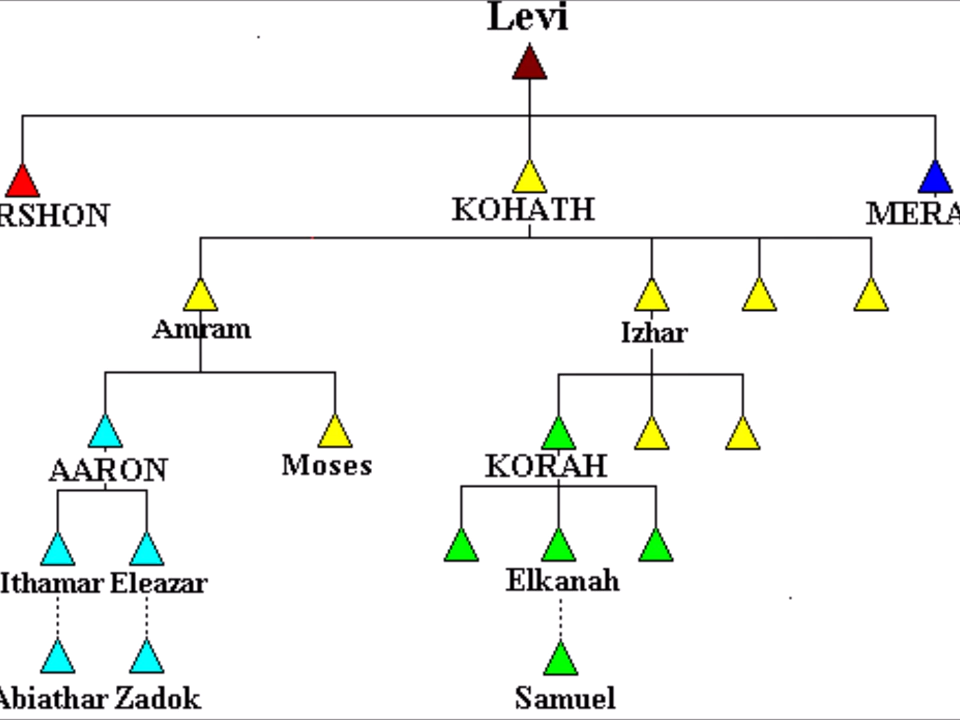 Levi
RSHON KOHATH MERA
Amram Izhar
AARON Moses KORAH
Ithamar Eleazar Elkanah
Abiathar Zadok Samuel